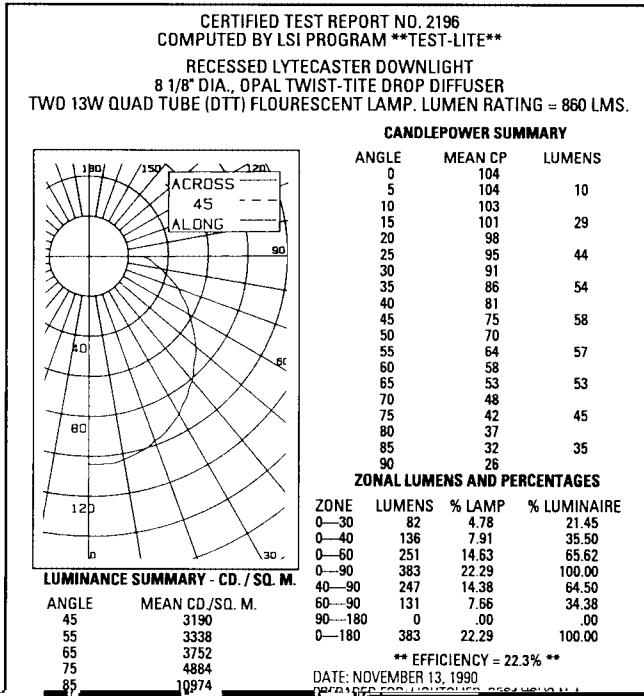 CERTIFIED TEST REPORT NO. 2196
COMPUTED BY LSI PROGRAM **TEST-LITE**
RECESSED LYTECASTER DOWNLIGHT
8 1/8" DIA., OPAL TWIST-TITE DROP DIFFUSER
TWO 13W QUAD TUBE (DTT) FLOURESCENT LAMP. LUMEN RATING = 860 LMS.
180 150 120
ACROSS
45
ALONG
90
40
60
80
120
0 30
LUMINANCE SUMMARY - CD. / SQ. M.
ANGLE MEAN CD./SQ. M.
45 3190
55 3338
65 3752
75 4884
85 10974
CANDLEPOWER SUMMARY
ANGLE MEAN CP LUMENS
0 104
5 104 10
10 103
15 101 29
20 98
25 95 44
30 91
35 86 54
40 81
45 75 58
50 70
55 64 57
60 58
65 53 53
70 48
75 42 45
80 37
85 32 35
90 26
ZONAL LUMENS AND PERCENTAGES
ZONE LUMENS % LAMP % LUMINAIRE
0—30 82 4.78 21.45
0—40 136 7.91 35.50
0—60 251 14.63 65.62
0—90 383 22.29 100.00
40—90 247 14.38 64.50
60—90 131 7.66 34.38
90—180 0 .00 .00
0—180 383 22.29 100.00
** EFFICIENCY = 22.3% **
DATE: NOVEMBER 13, 1990